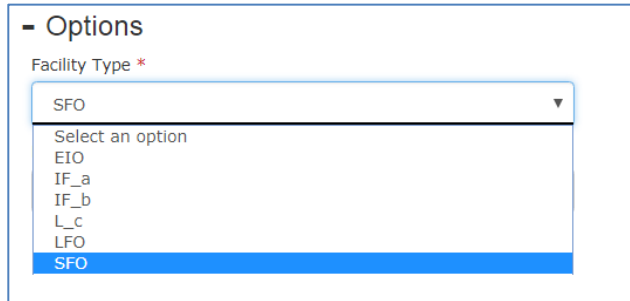 - Options
Facility Type *
SFO
Select an option
EIO
IF_a
IF_b
L_c
LFO
SFO